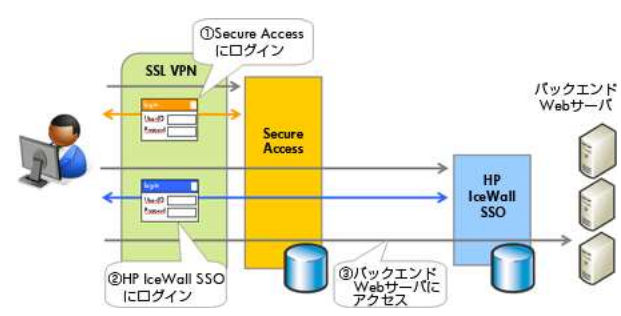 ①Secure Access
にログイン
SSL VPN
バックエンド
Webサーバ
login
UserID
Password
Secure
Access
HP
IceWall
SSO
login
UserID
Password
②HP IceWall SSO
にログイン
③バックエンド
Webサーバに
アクセス